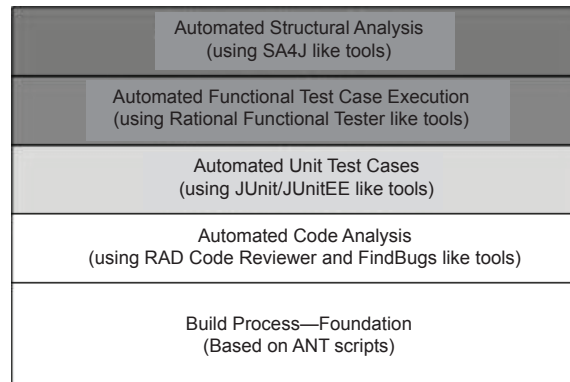 Automated Structural Analysis
(using SA4J like tools)
Automated Functional Test Case Execution
(using Rational Functional Tester like tools)
Automated Unit Test Cases
(using JUnit/JUnitEE like tools)
Automated Code Analysis
(using RAD Code Reviewer and FindBugs like tools)
Build Process—Foundation
(Based on ANT scripts)